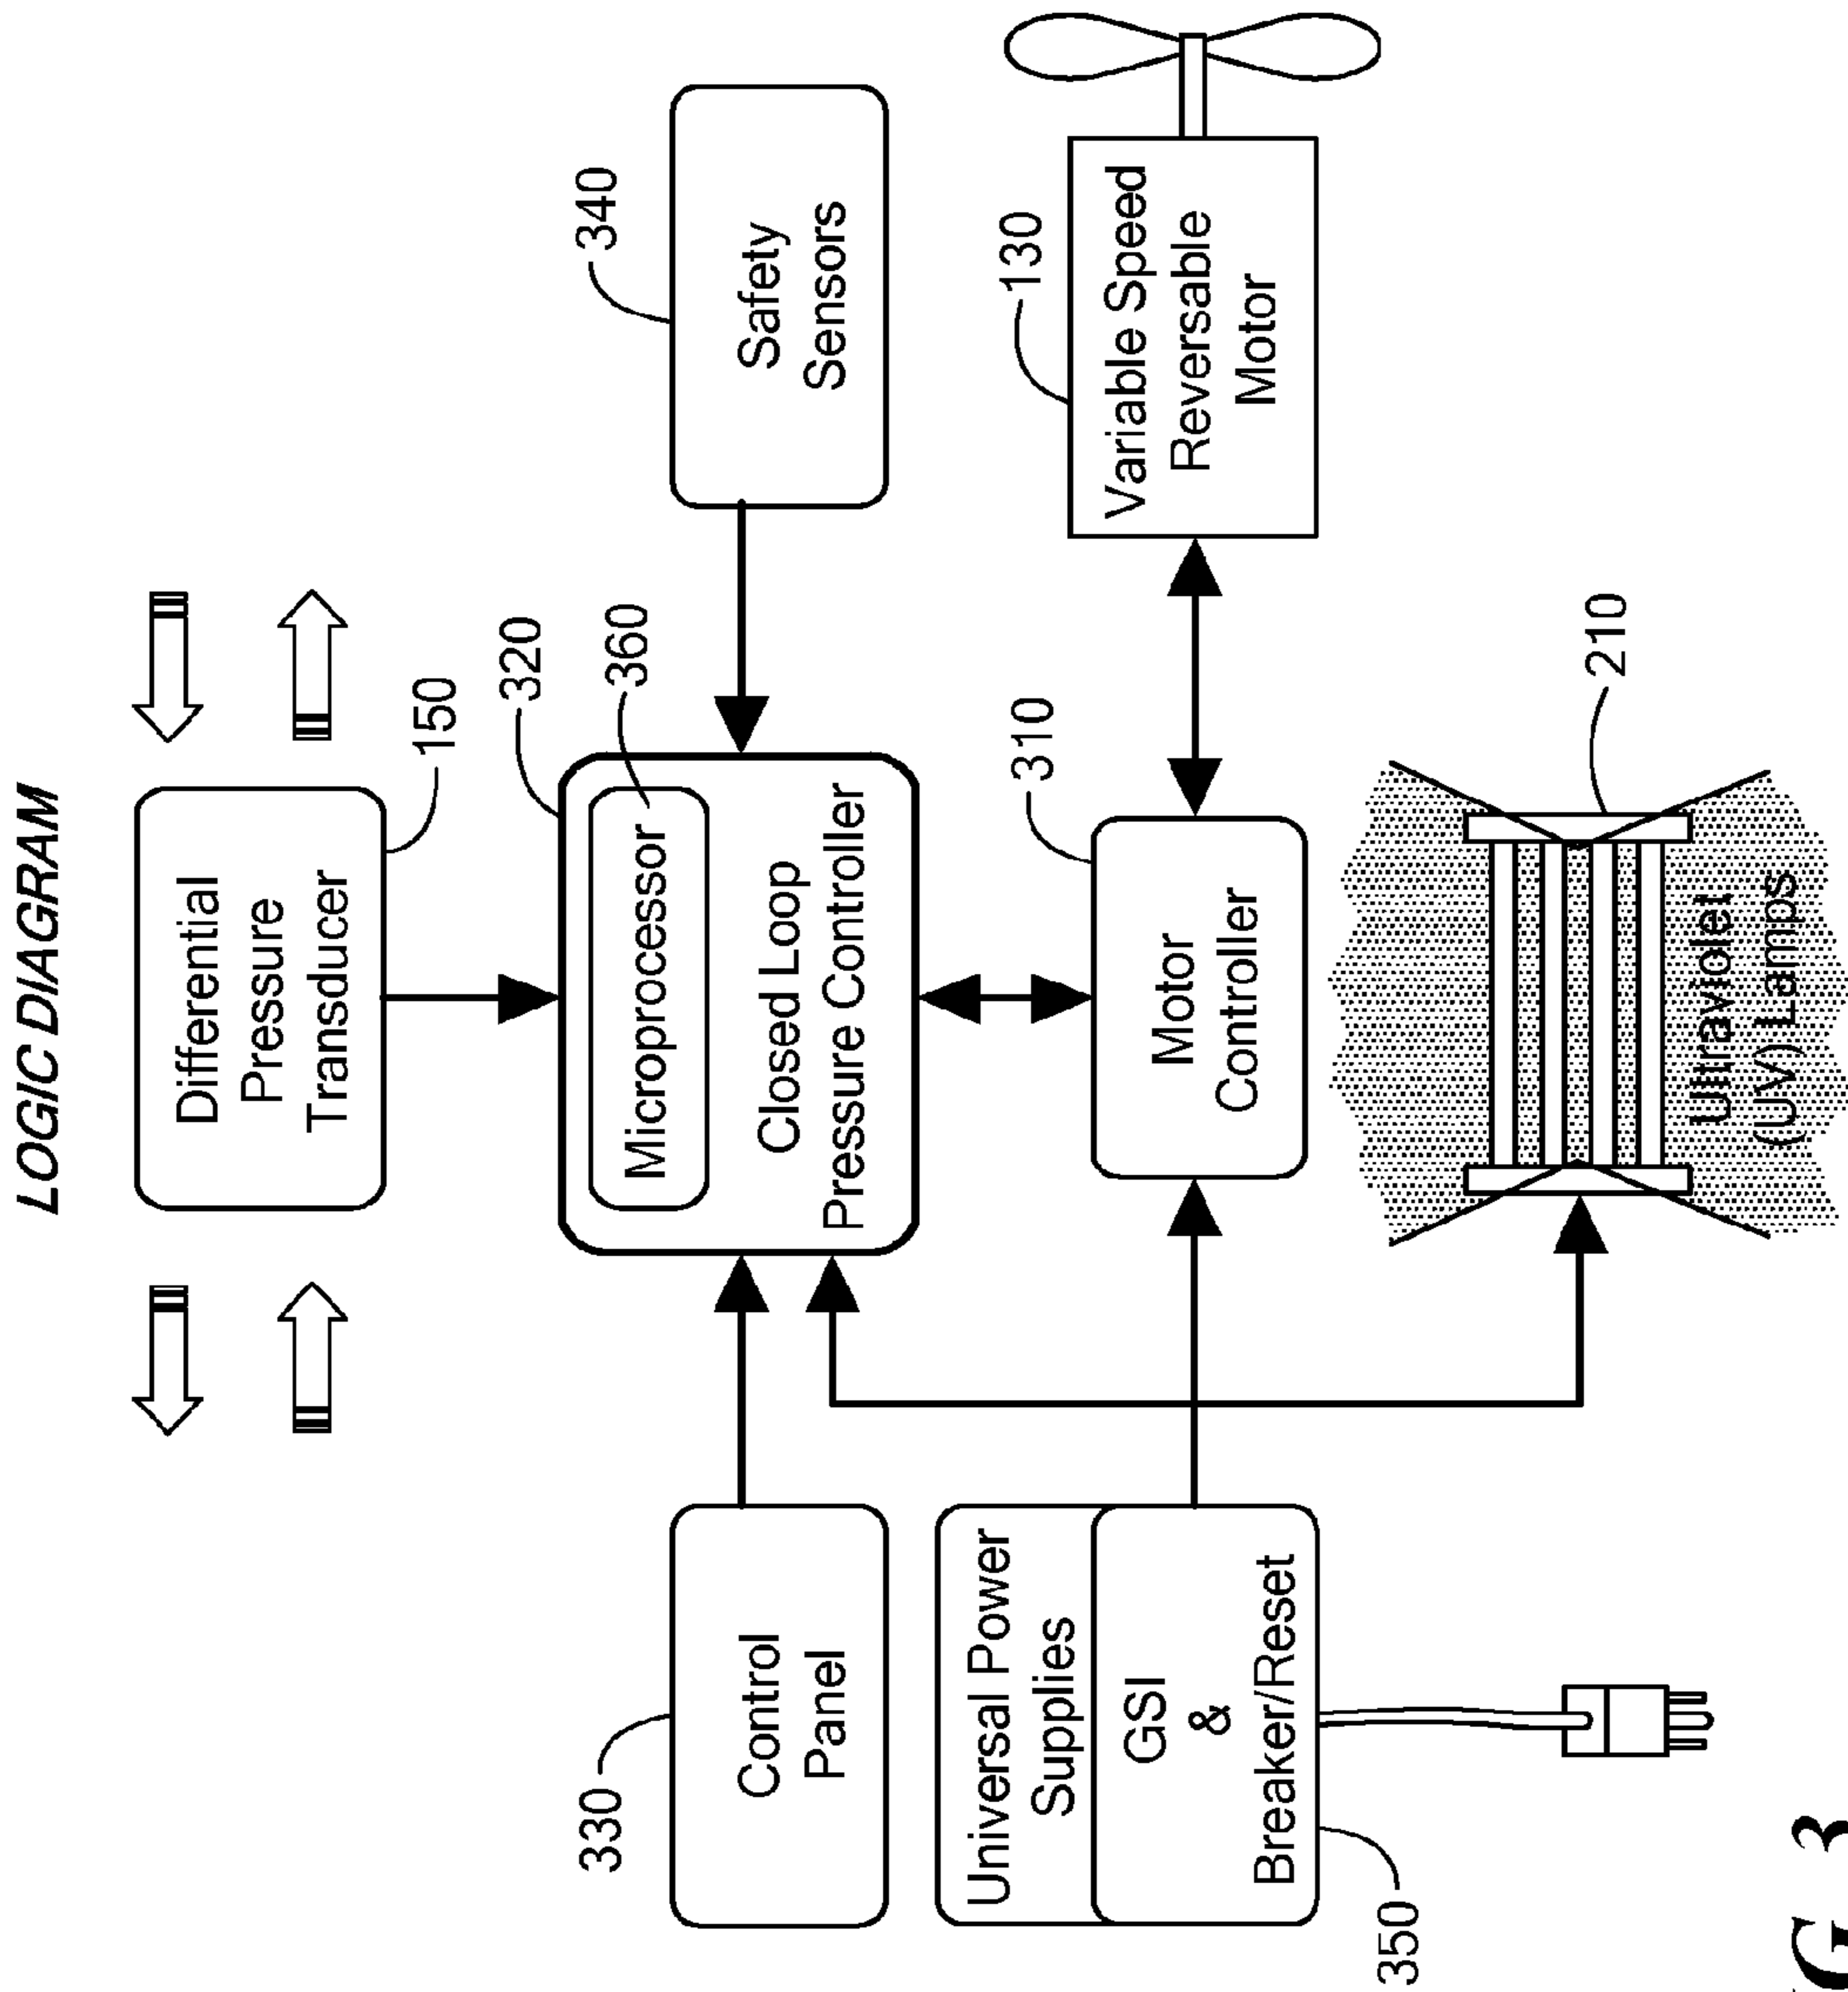 LOGIC DIAGRAM
Differential
Pressure
Transducer
150
320
Microprocessor
360
Closed Loop
Pressure Controller
330
Control
Panel
340
Safety
Sensors
Universal Power
Supplies
GSI
&
Breaker/Reset
350
310
Motor
Controller
130
Variable Speed
Reversable
Motor
210
Ultraviolet
(UV) Lamps
G 3